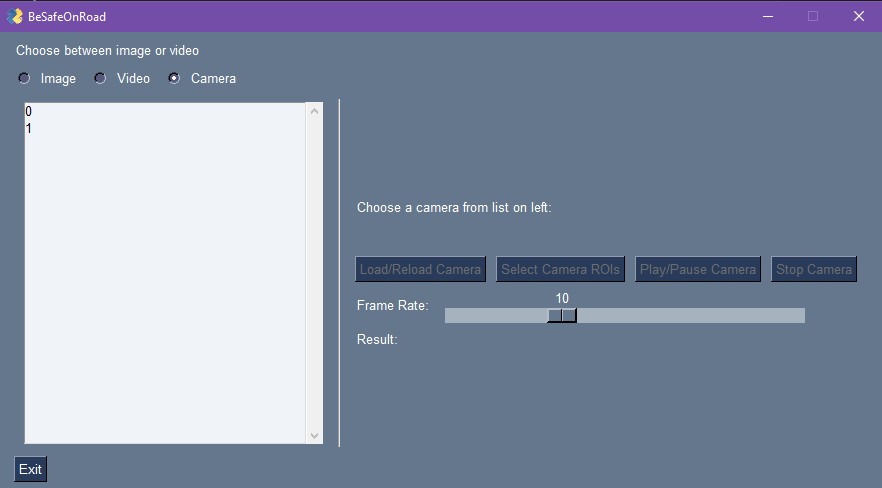 BeSafeOnRoad
Choose between image or video
Image Video Camera
0
1
Choose a camera from list on left:
Load/Reload Camera Select Camera ROIs Play/Pause Camera Stop Camera
10
Frame Rate:
Result:
Exit